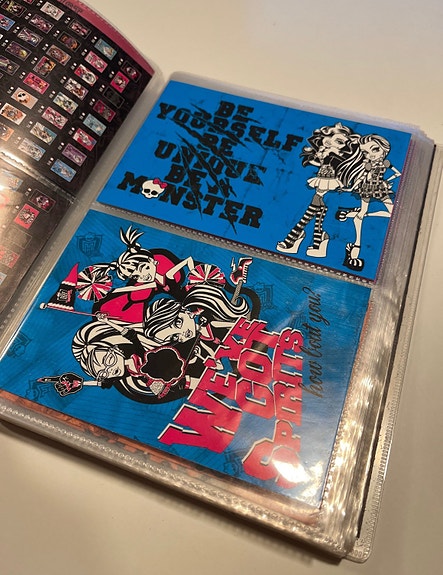 BE
YOURSELF
BE
UNIQUE
BE A
MONSTER
WE'VE
GOT
SPIRITS
how 'bout you?